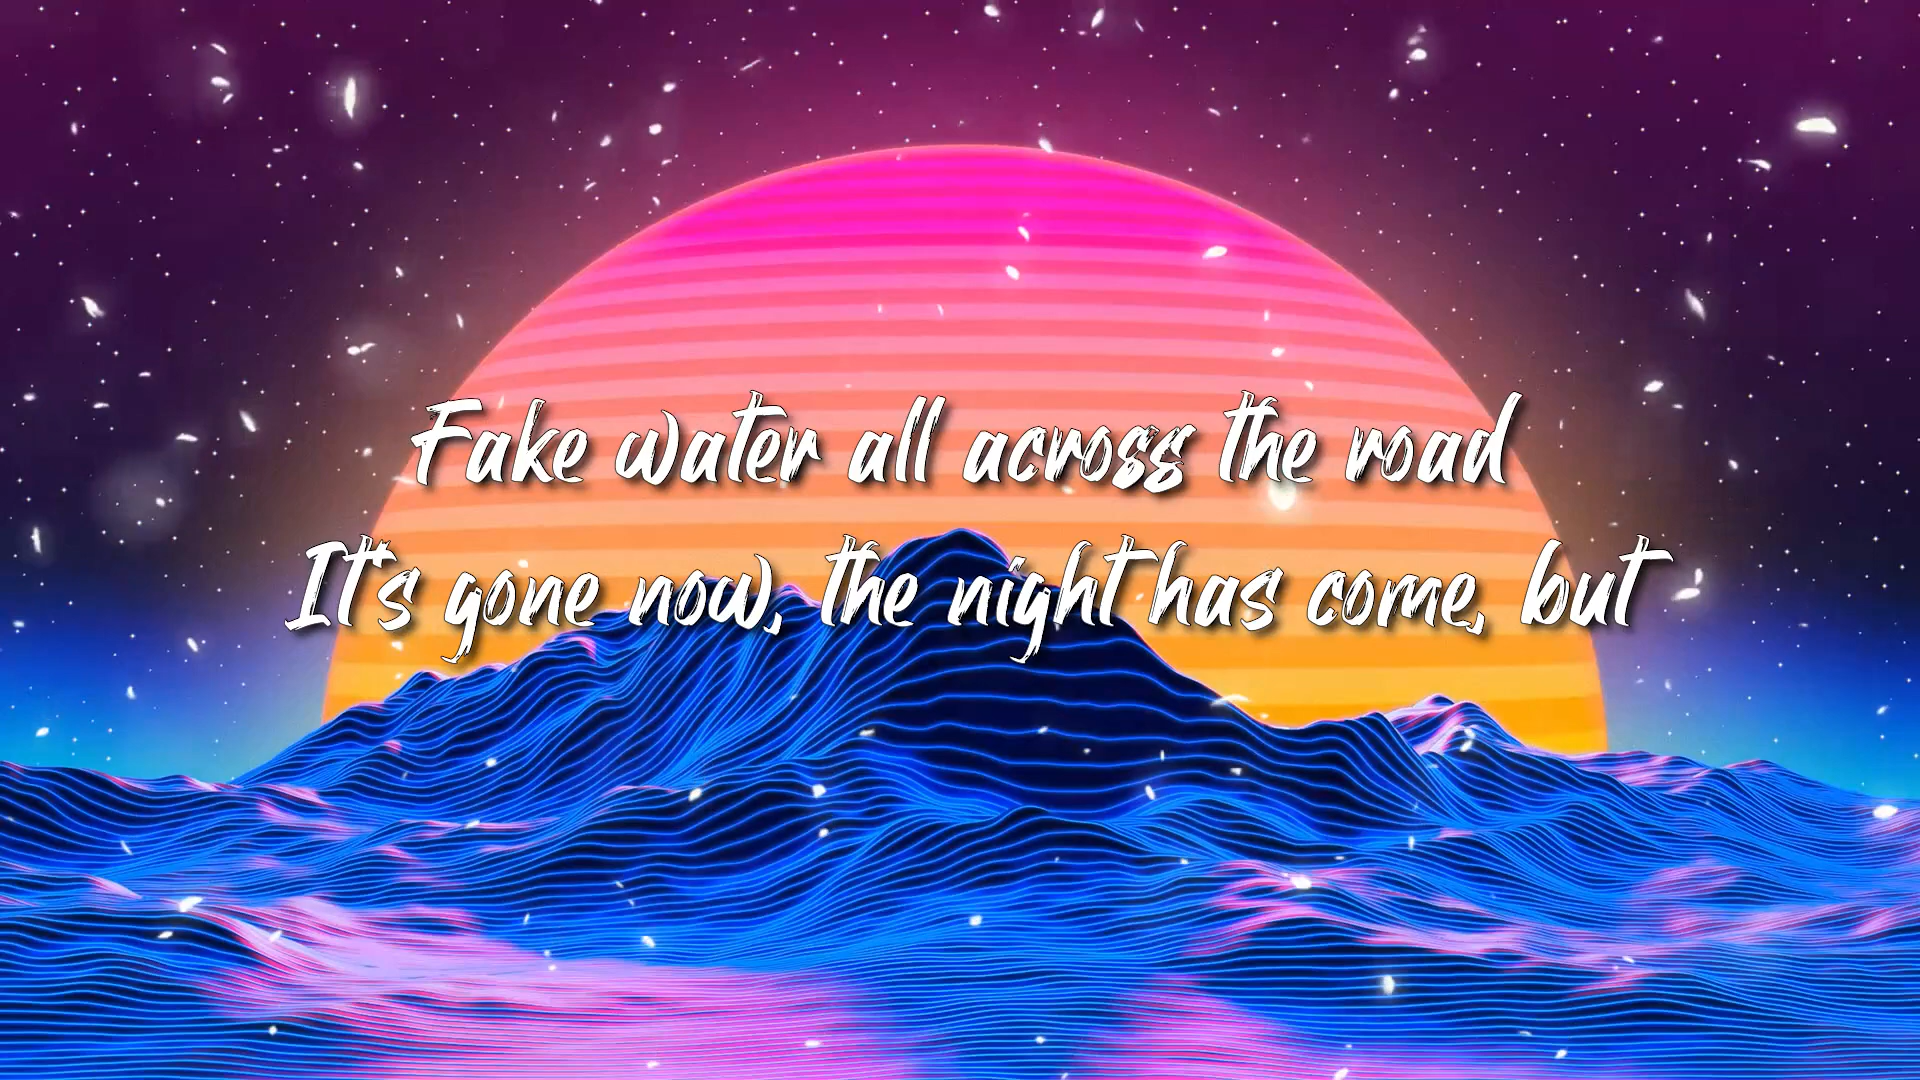 Fake water all across the road
It's gone now, the night has come, but